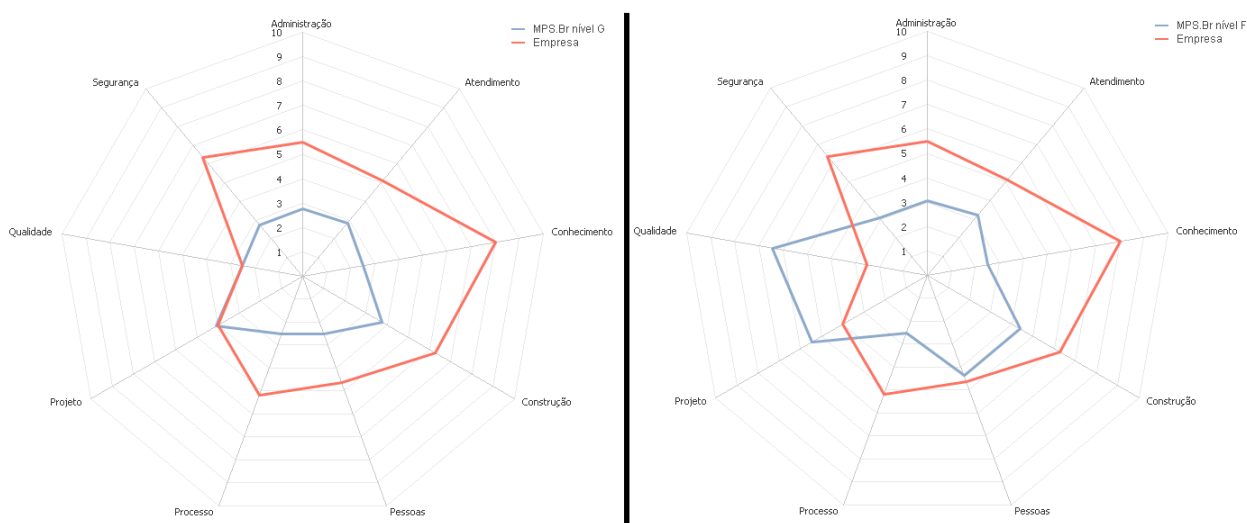 Administração
10
9
8
7
6
5
4
3
2
1
MPS.Br nível G
Empresa
Segurança
Atendimento
Qualidade
Conhecimento
Projeto
Construção
Processo
Pessoas
Administração
10
9
8
7
6
5
4
3
2
1
MPS.Br nível F
Empresa
Segurança
Atendimento
Qualidade
Conhecimento
Projeto
Construção
Processo
Pessoas